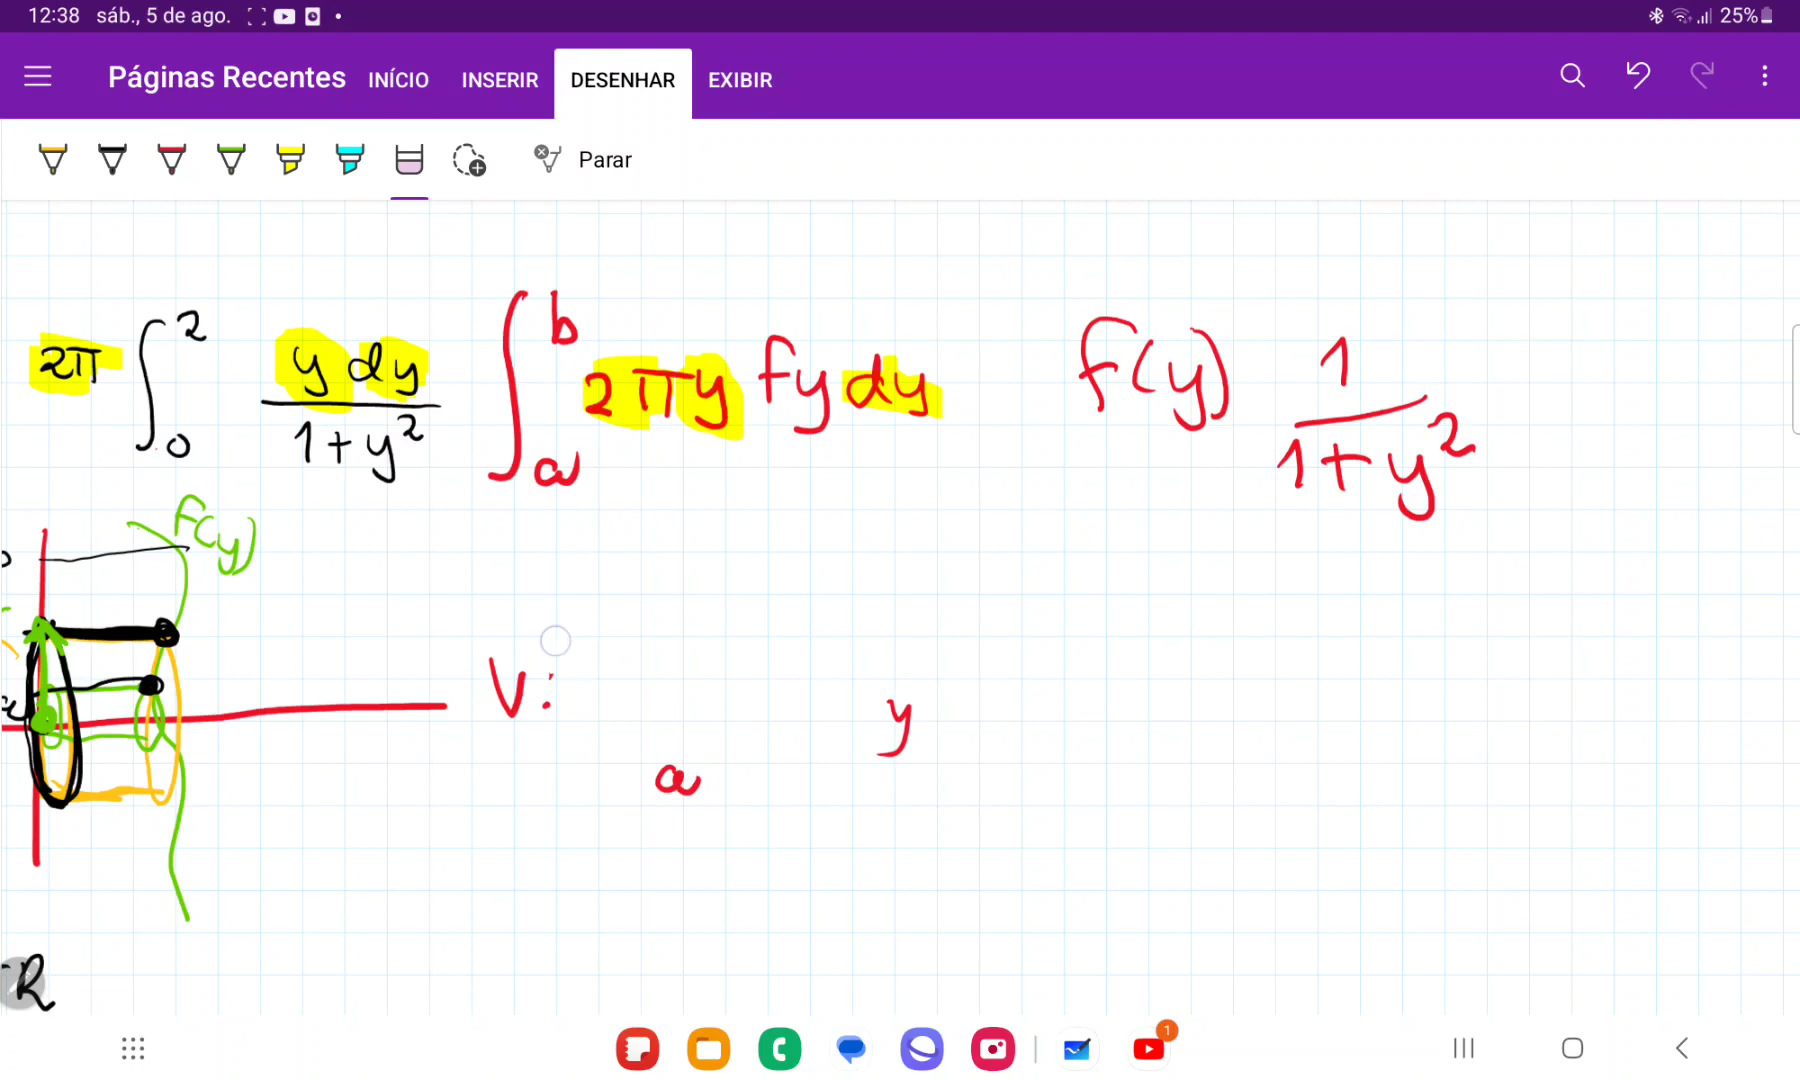 12:38 sáb., 5 de ago. 25%
Páginas Recentes INÍCIO INSERIR DESENHAR EXIBIR
Parar
2π ∫₀² y dy / 1 + y² ∫ₐᵇ 2πy fy dy f(y) 1 / 1 + y²
f(y)
V:
y
a
R
1